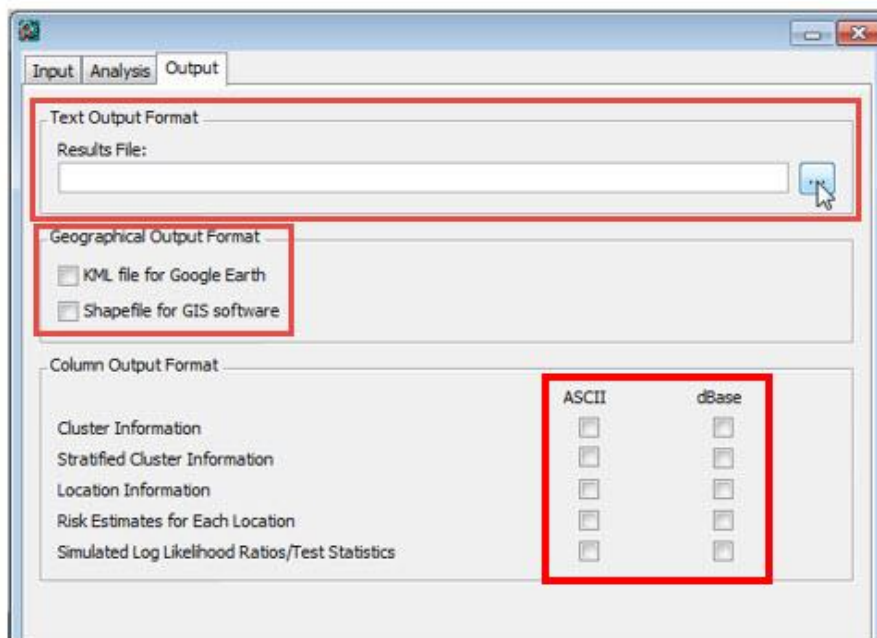 Input Analysis Output
Text Output Format
Results File:
...
Geographical Output Format
KML file for Google Earth
Shapefile for GIS software
Column Output Format
ASCII dBase
Cluster Information
Stratified Cluster Information
Location Information
Risk Estimates for Each Location
Simulated Log Likelihood Ratios/Test Statistics